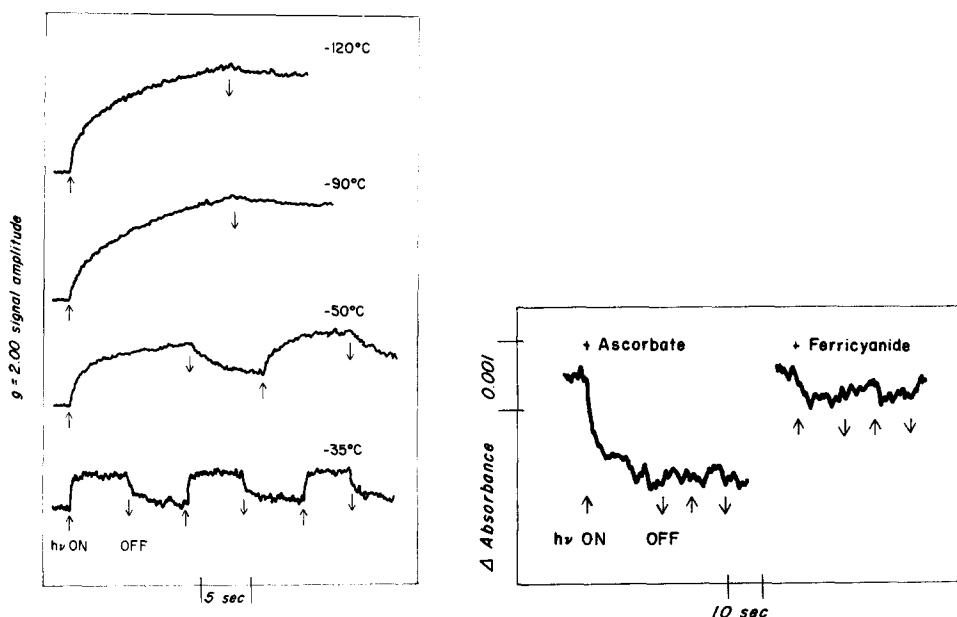 g = 2.00 signal amplitude
-120°C
-90°C
-50°C
-35°C
hν ON OFF
5 sec
Δ Absorbance
0.001
+ Ascorbate
+ Ferricyanide
hν ON OFF
10 sec